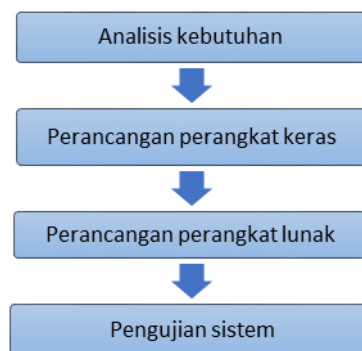 Analisis kebutuhan
Perancangan perangkat keras
Perancangan perangkat lunak
Pengujian sistem